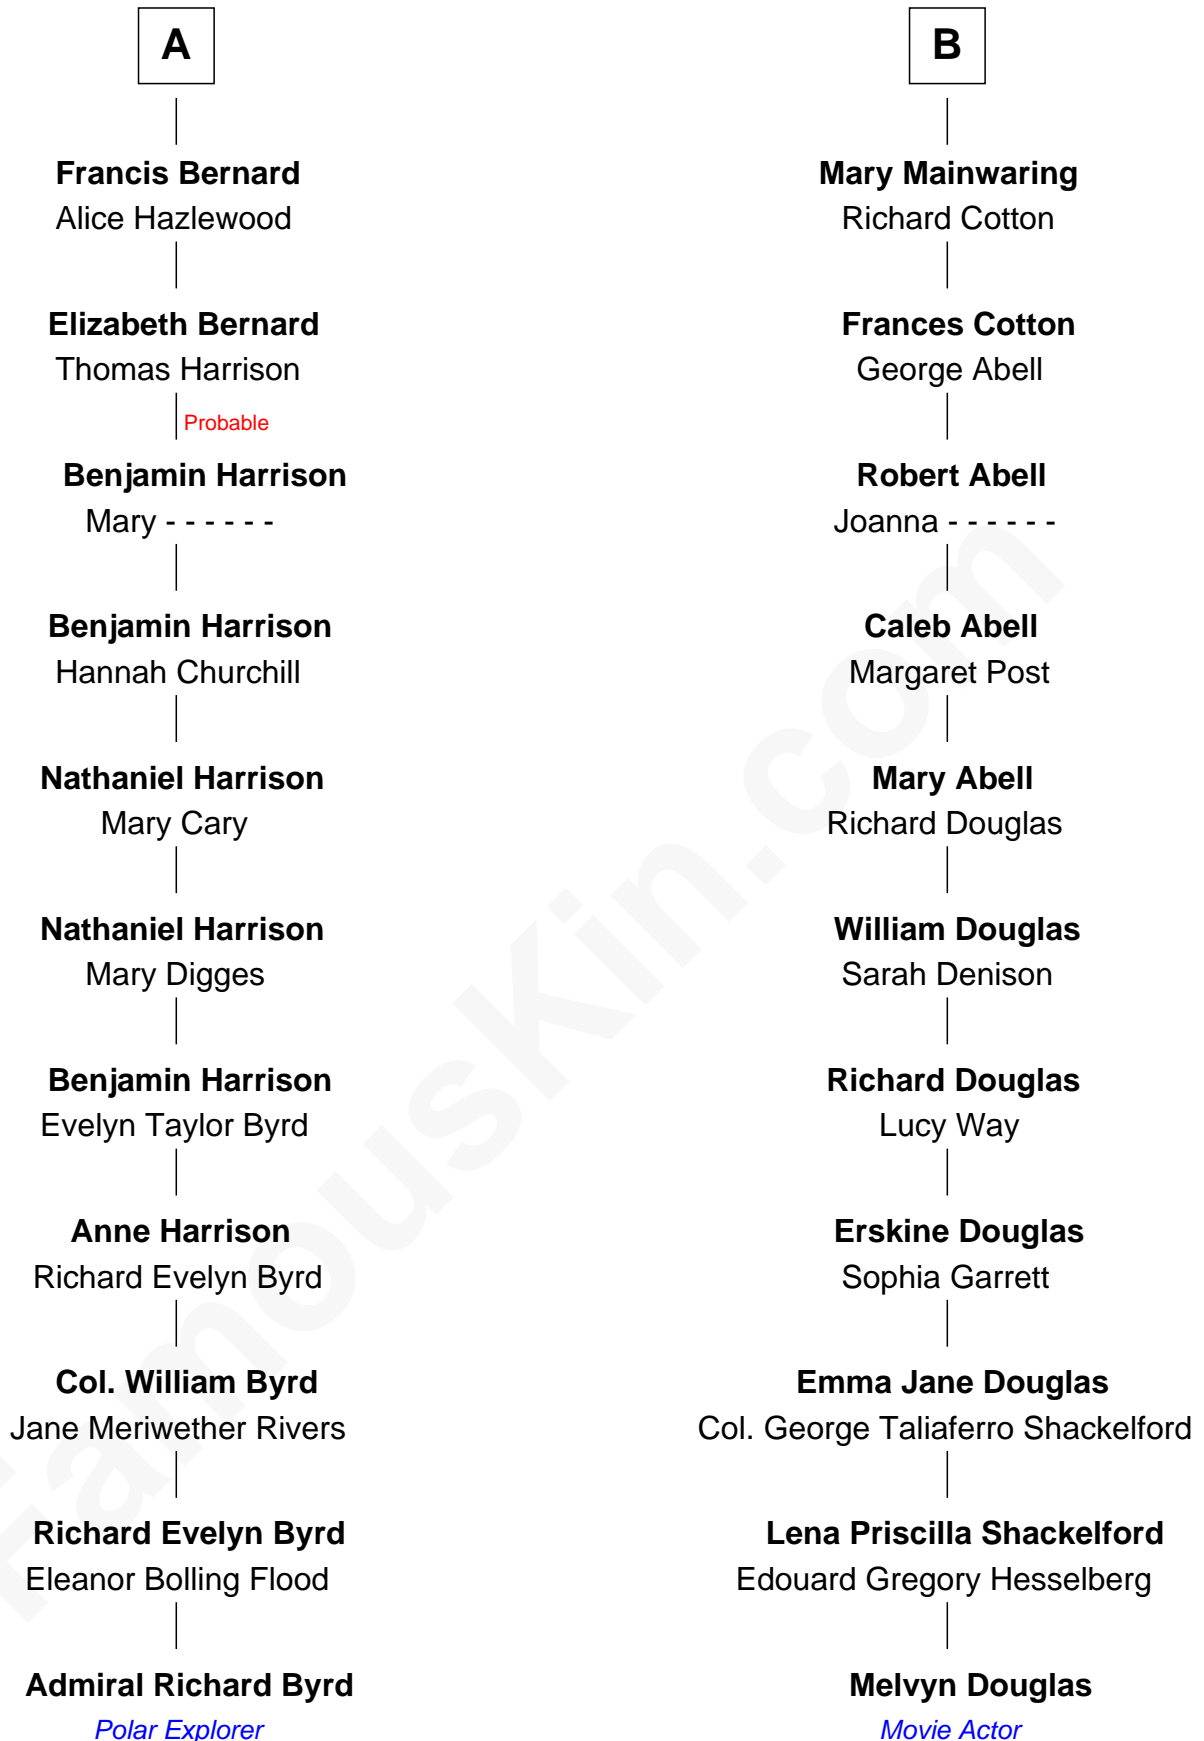 A
Francis Bernard
Alice Hazlewood
Elizabeth Bernard
Thomas Harrison
Probable
Benjamin Harrison
Mary - - - - - -
Benjamin Harrison
Hannah Churchill
Nathaniel Harrison
Mary Cary
Nathaniel Harrison
Mary Digges
Benjamin Harrison
Evelyn Taylor Byrd
Anne Harrison
Richard Evelyn Byrd
Col. William Byrd
Jane Meriwether Rivers
Richard Evelyn Byrd
Eleanor Bolling Flood
Admiral Richard Byrd
Polar Explorer
B
Mary Mainwaring
Richard Cotton
Frances Cotton
George Abell
Robert Abell
Joanna - - - - - -
Caleb Abell
Margaret Post
Mary Abell
Richard Douglas
William Douglas
Sarah Denison
Richard Douglas
Lucy Way
Erskine Douglas
Sophia Garrett
Emma Jane Douglas
Col. George Taliaferro Shackelford
Lena Priscilla Shackelford
Edouard Gregory Hesselberg
Melvyn Douglas
Movie Actor
FamousKin.com